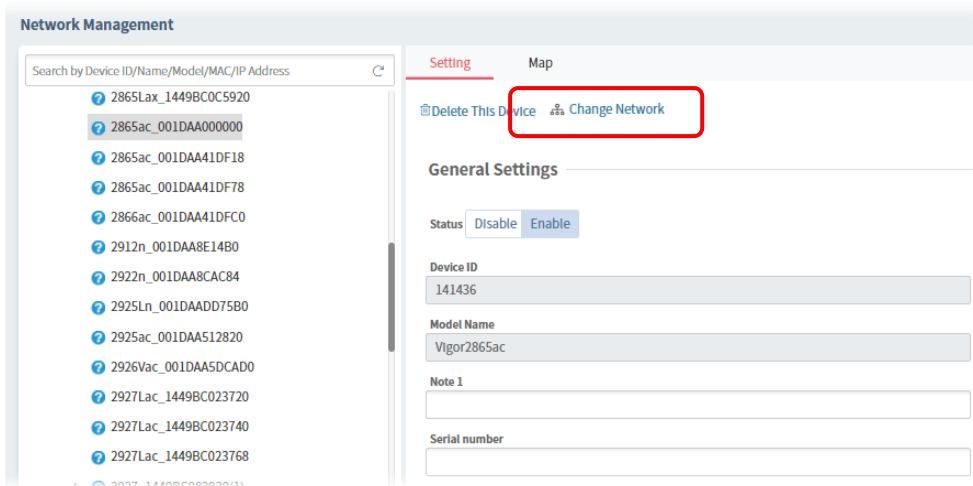 Network Management
Search by Device ID/Name/Model/MAC/IP Address
2865Lax_1449BC0C5920
2865ac_001DAA000000
2865ac_001DAA41DF18
2865ac_001DAA41DF78
2866ac_001DAA41DFC0
2912n_001DAA8E14B0
2922n_001DAA8CAC84
2925Ln_001DAADD75B0
2925ac_001DAA512820
2926Vac_001DAA5DCAD0
2927Lac_1449BC023720
2927Lac_1449BC023740
2927Lac_1449BC023768
Setting Map
Delete This Device Change Network
General Settings
Status Disable Enable
Device ID
141436
Model Name
Vigor2865ac
Note 1
Serial number